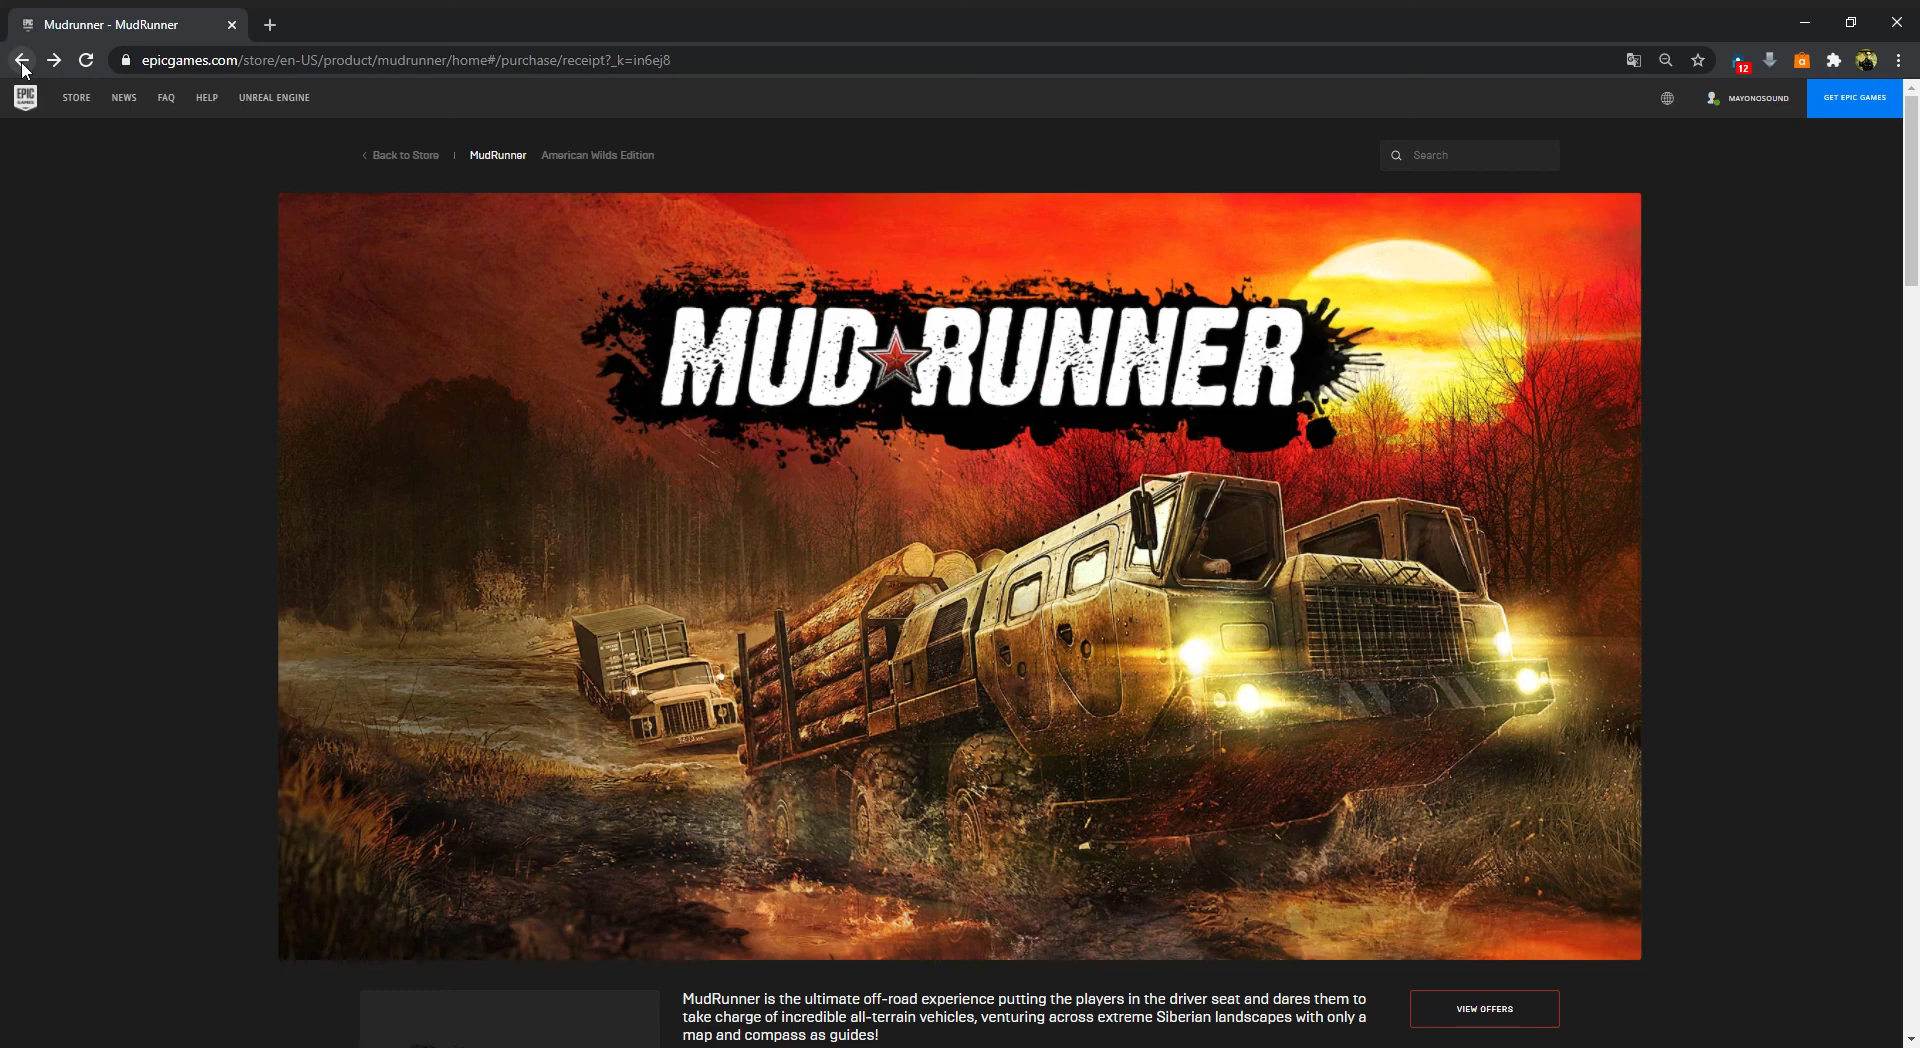 Mudrunner - MudRunner
epicgames.com/store/en-US/product/mudrunner/home#/purchase/receipt?_k=in6ej8
12
a
EPIC GAMES
STORE NEWS FAQ HELP UNREAL ENGINE
MAYONOSOUND
GET EPIC GAMES
Back to Store | MudRunner American Wilds Edition
Search
MUD RUNNER
MudRunner is the ultimate off-road experience putting the players in the driver seat and dares them to
take charge of incredible all-terrain vehicles, venturing across extreme Siberian landscapes with only a
map and compass as guides!
VIEW OFFERS